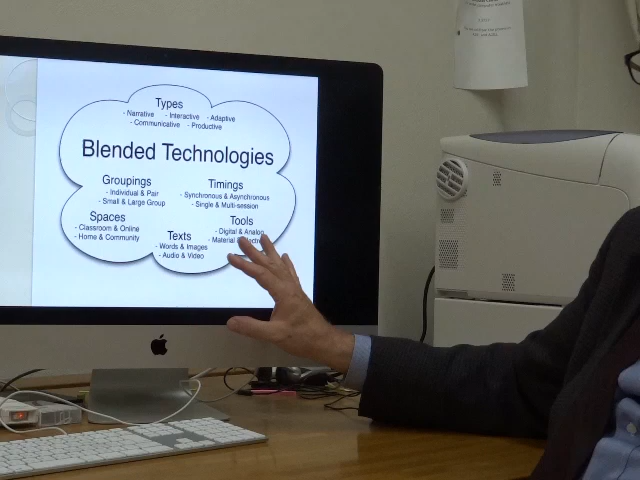 Types
- Narrative - Interactive - Adaptive
- Communicative - Productive
Blended Technologies
Groupings
- Individual & Pair
- Small & Large Group
Timings
- Synchronous & Asynchronous
- Single & Multi-session
Spaces
- Classroom & Online
- Home & Community
Texts
- Words & Images
- Audio & Video
Tools
- Digital & Analog
- Material